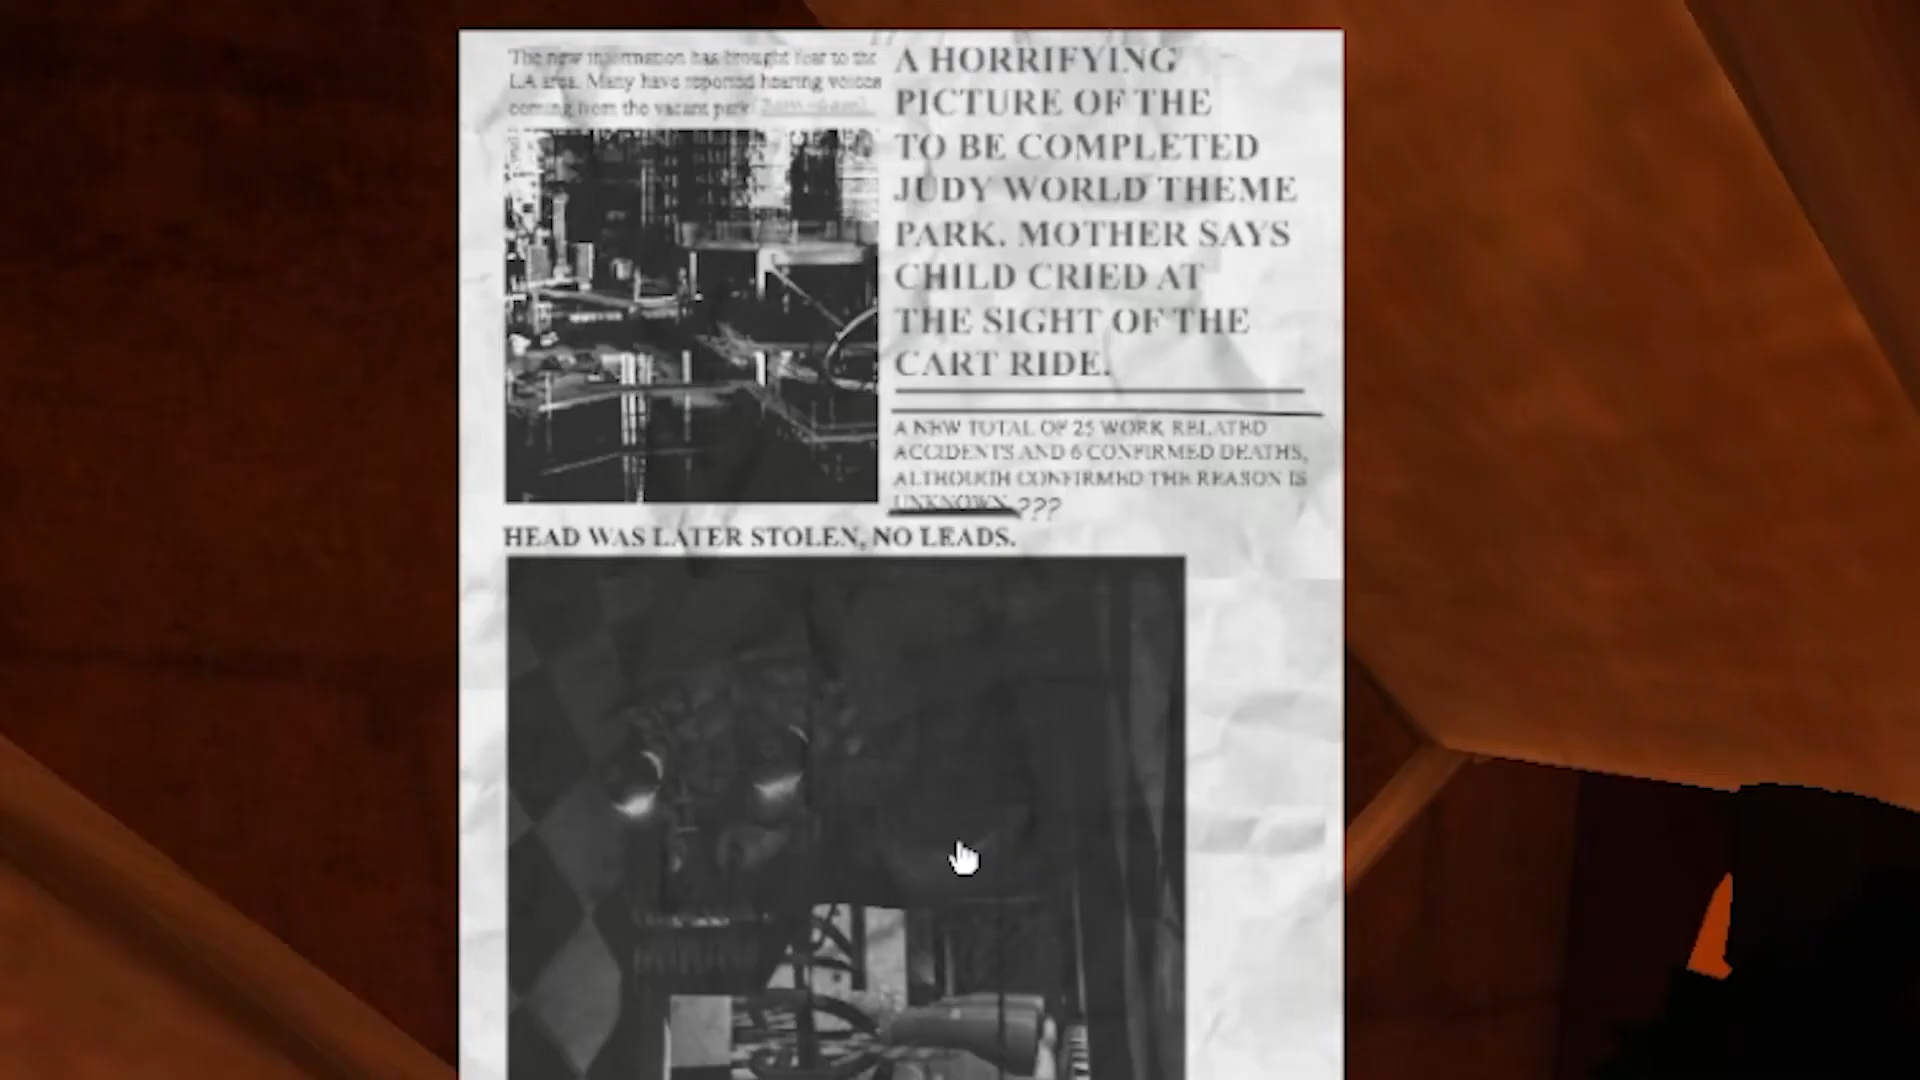 The new information has brought fear to the
LA area. Many have reported hearing voices
coming from the vacant park
A HORRIFYING
PICTURE OF THE
TO BE COMPLETED
JUDY WORLD THEME
PARK. MOTHER SAYS
CHILD CRIED AT
THE SIGHT OF THE
CART RIDE.
A NEW TOTAL OF 25 WORK RELATED
ACCIDENTS AND 6 CONFIRMED DEATHS,
ALTHOUGH CONFIRMED THE REASON IS
UNKNOWN ???
HEAD WAS LATER STOLEN, NO LEADS.